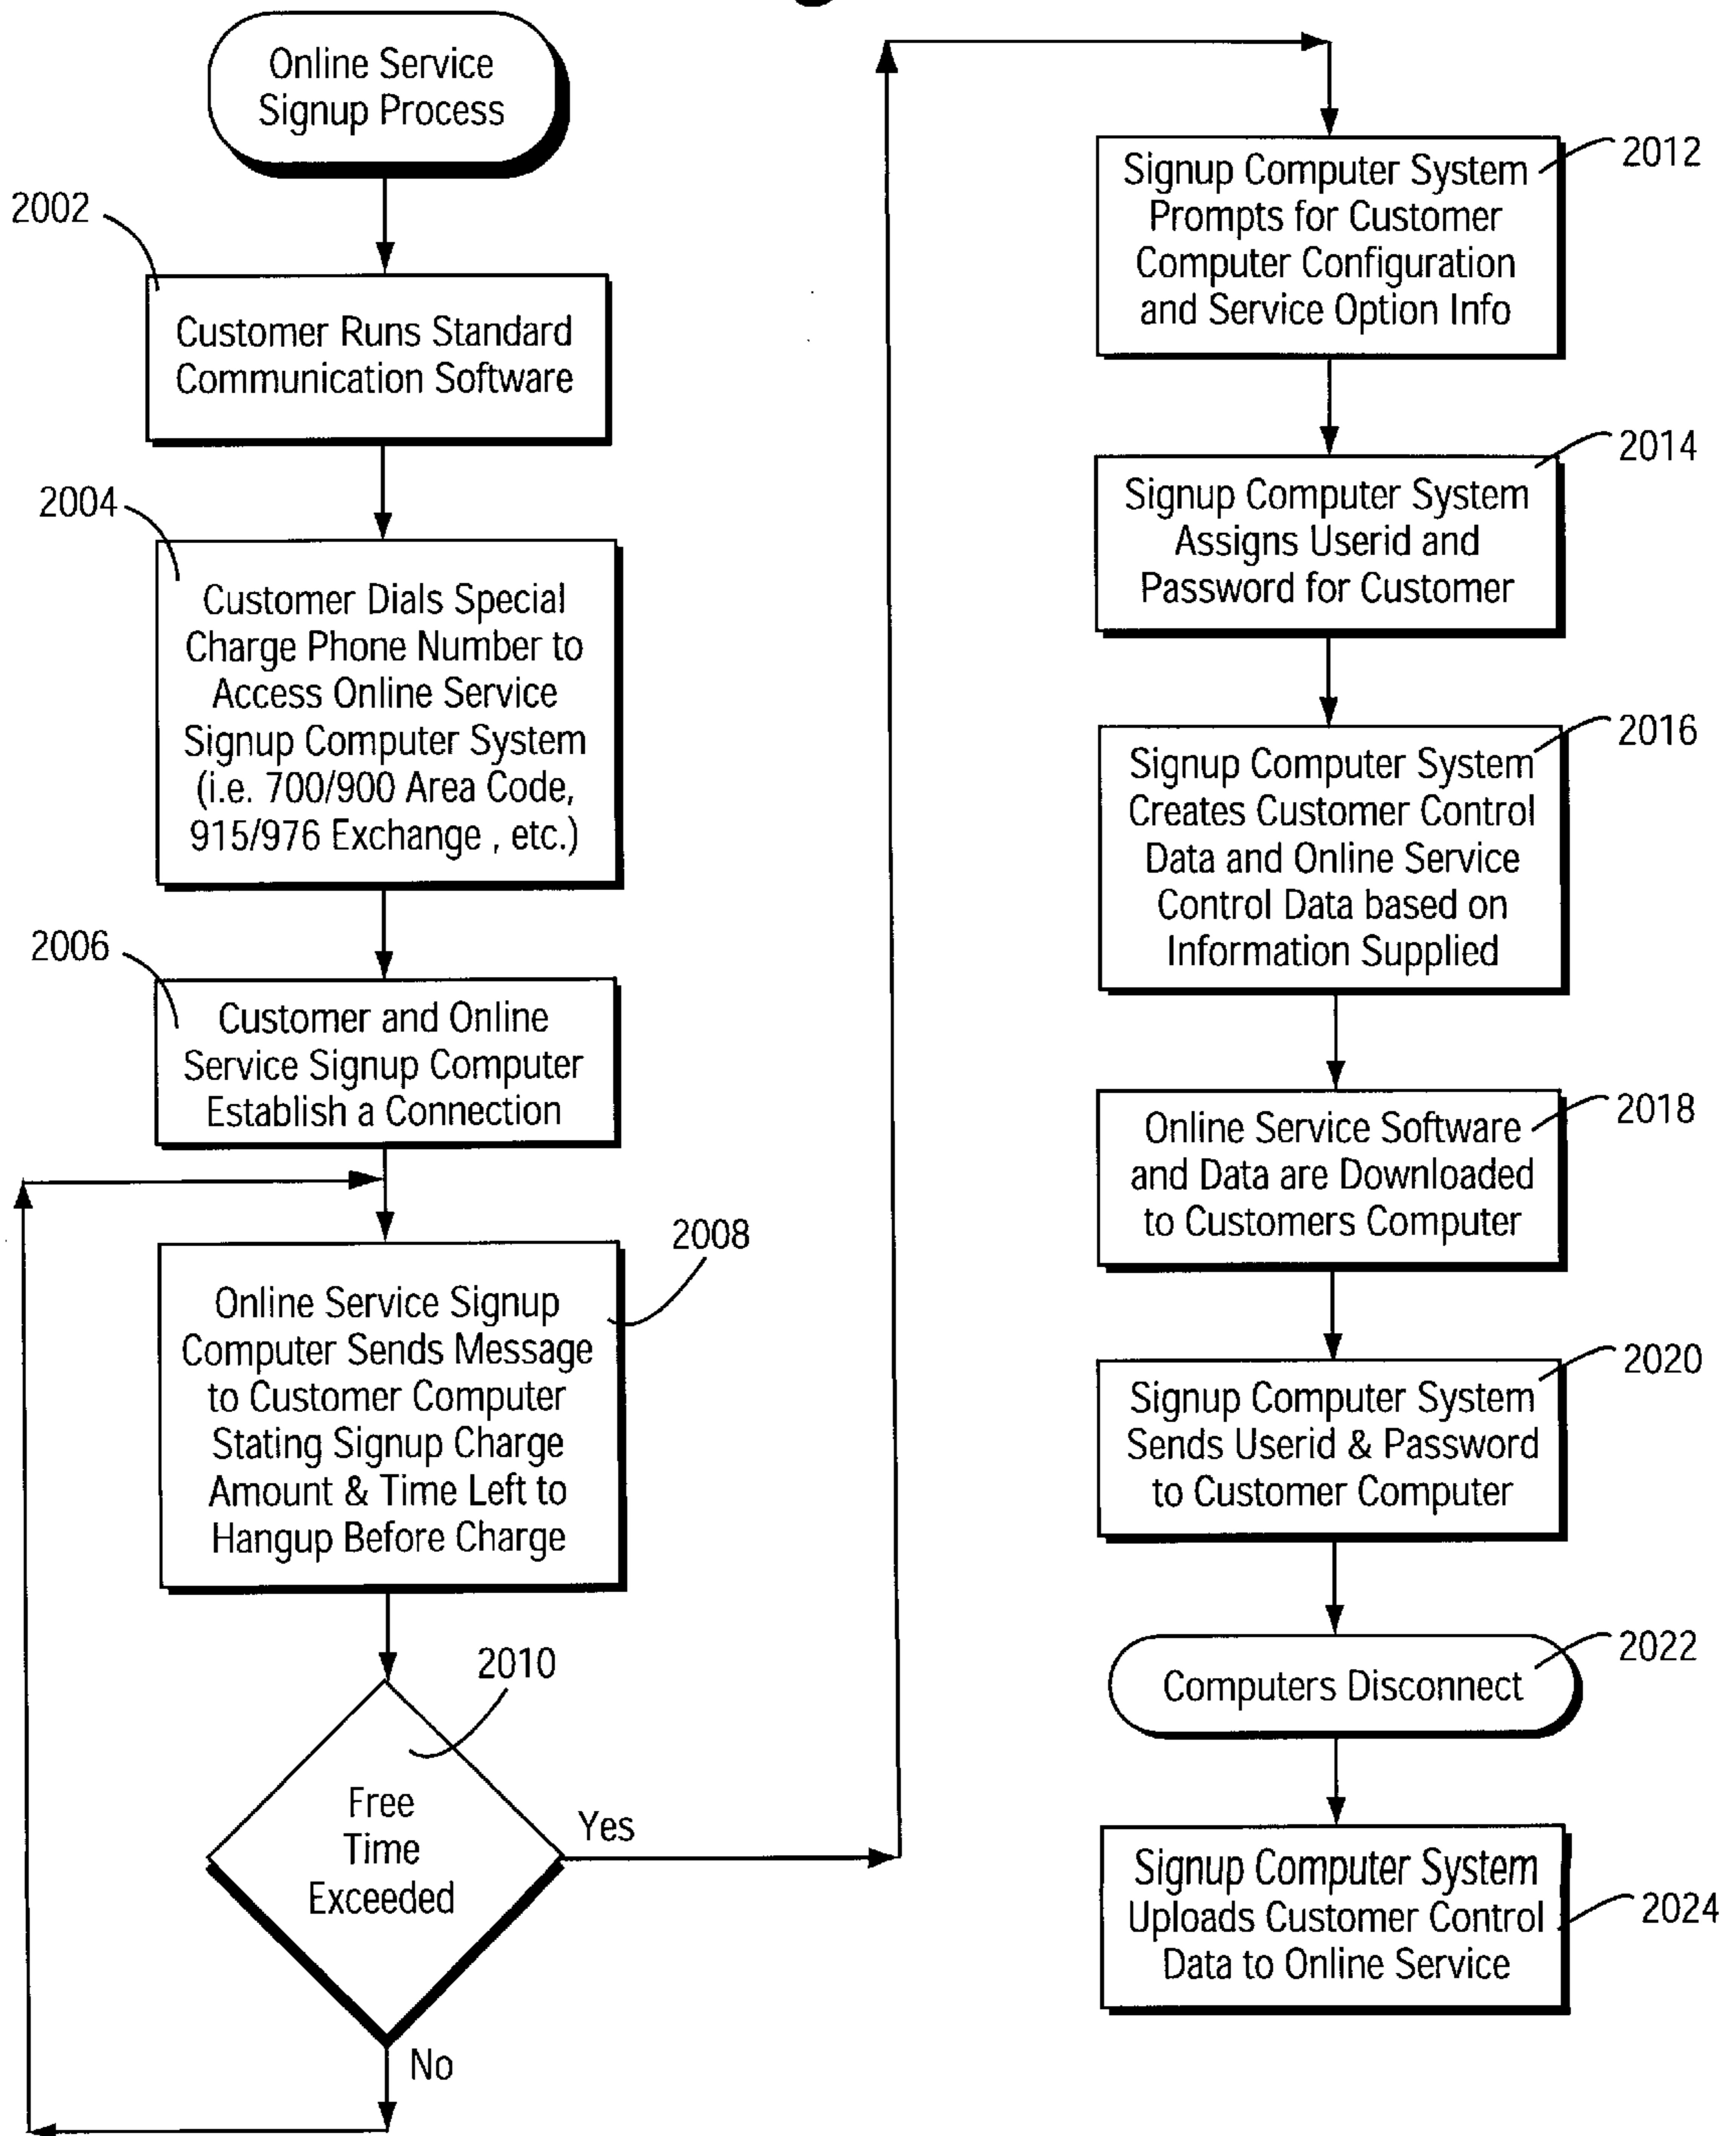 Online Service
Signup Process
2002
Customer Runs Standard
Communication Software
2004
Customer Dials Special
Charge Phone Number to
Access Online Service
Signup Computer System
(i.e. 700/900 Area Code,
915/976 Exchange , etc.)
2006
Customer and Online
Service Signup Computer
Establish a Connection
2008
Online Service Signup
Computer Sends Message
to Customer Computer
Stating Signup Charge
Amount & Time Left to
Hangup Before Charge
2010
Free
Time
Exceeded
Yes
No
2012
Signup Computer System
Prompts for Customer
Computer Configuration
and Service Option Info
2014
Signup Computer System
Assigns Userid and
Password for Customer
2016
Signup Computer System
Creates Customer Control
Data and Online Service
Control Data based on
Information Supplied
2018
Online Service Software
and Data are Downloaded
to Customers Computer
2020
Signup Computer System
Sends Userid & Password
to Customer Computer
2022
Computers Disconnect
Signup Computer System
Uploads Customer Control
Data to Online Service
2024